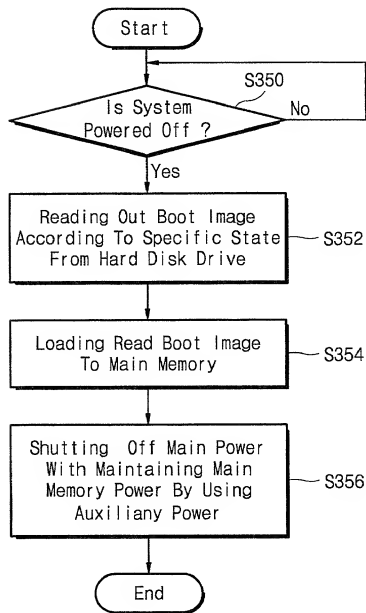 Start
S350
Is System
Powered Off ?
No
Yes
Reading Out Boot Image
According To Specific State
From Hard Disk Drive
S352
Loading Read Boot Image
To Main Memory
S354
Shutting Off Main Power
With Maintaining Main
Memory Power By Using
Auxiliany Power
S356
End